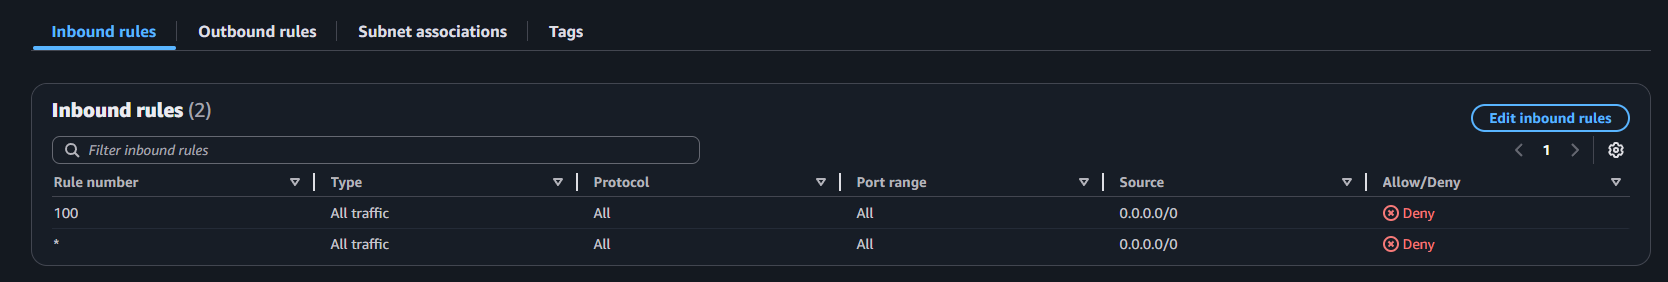 Inbound rules Outbound rules Subnet associations Tags
Inbound rules (2)
Edit inbound rules
Filter inbound rules
1
Rule number Type Protocol Port range Source Allow/Deny
100 All traffic All All 0.0.0.0/0 Deny
* All traffic All All 0.0.0.0/0 Deny